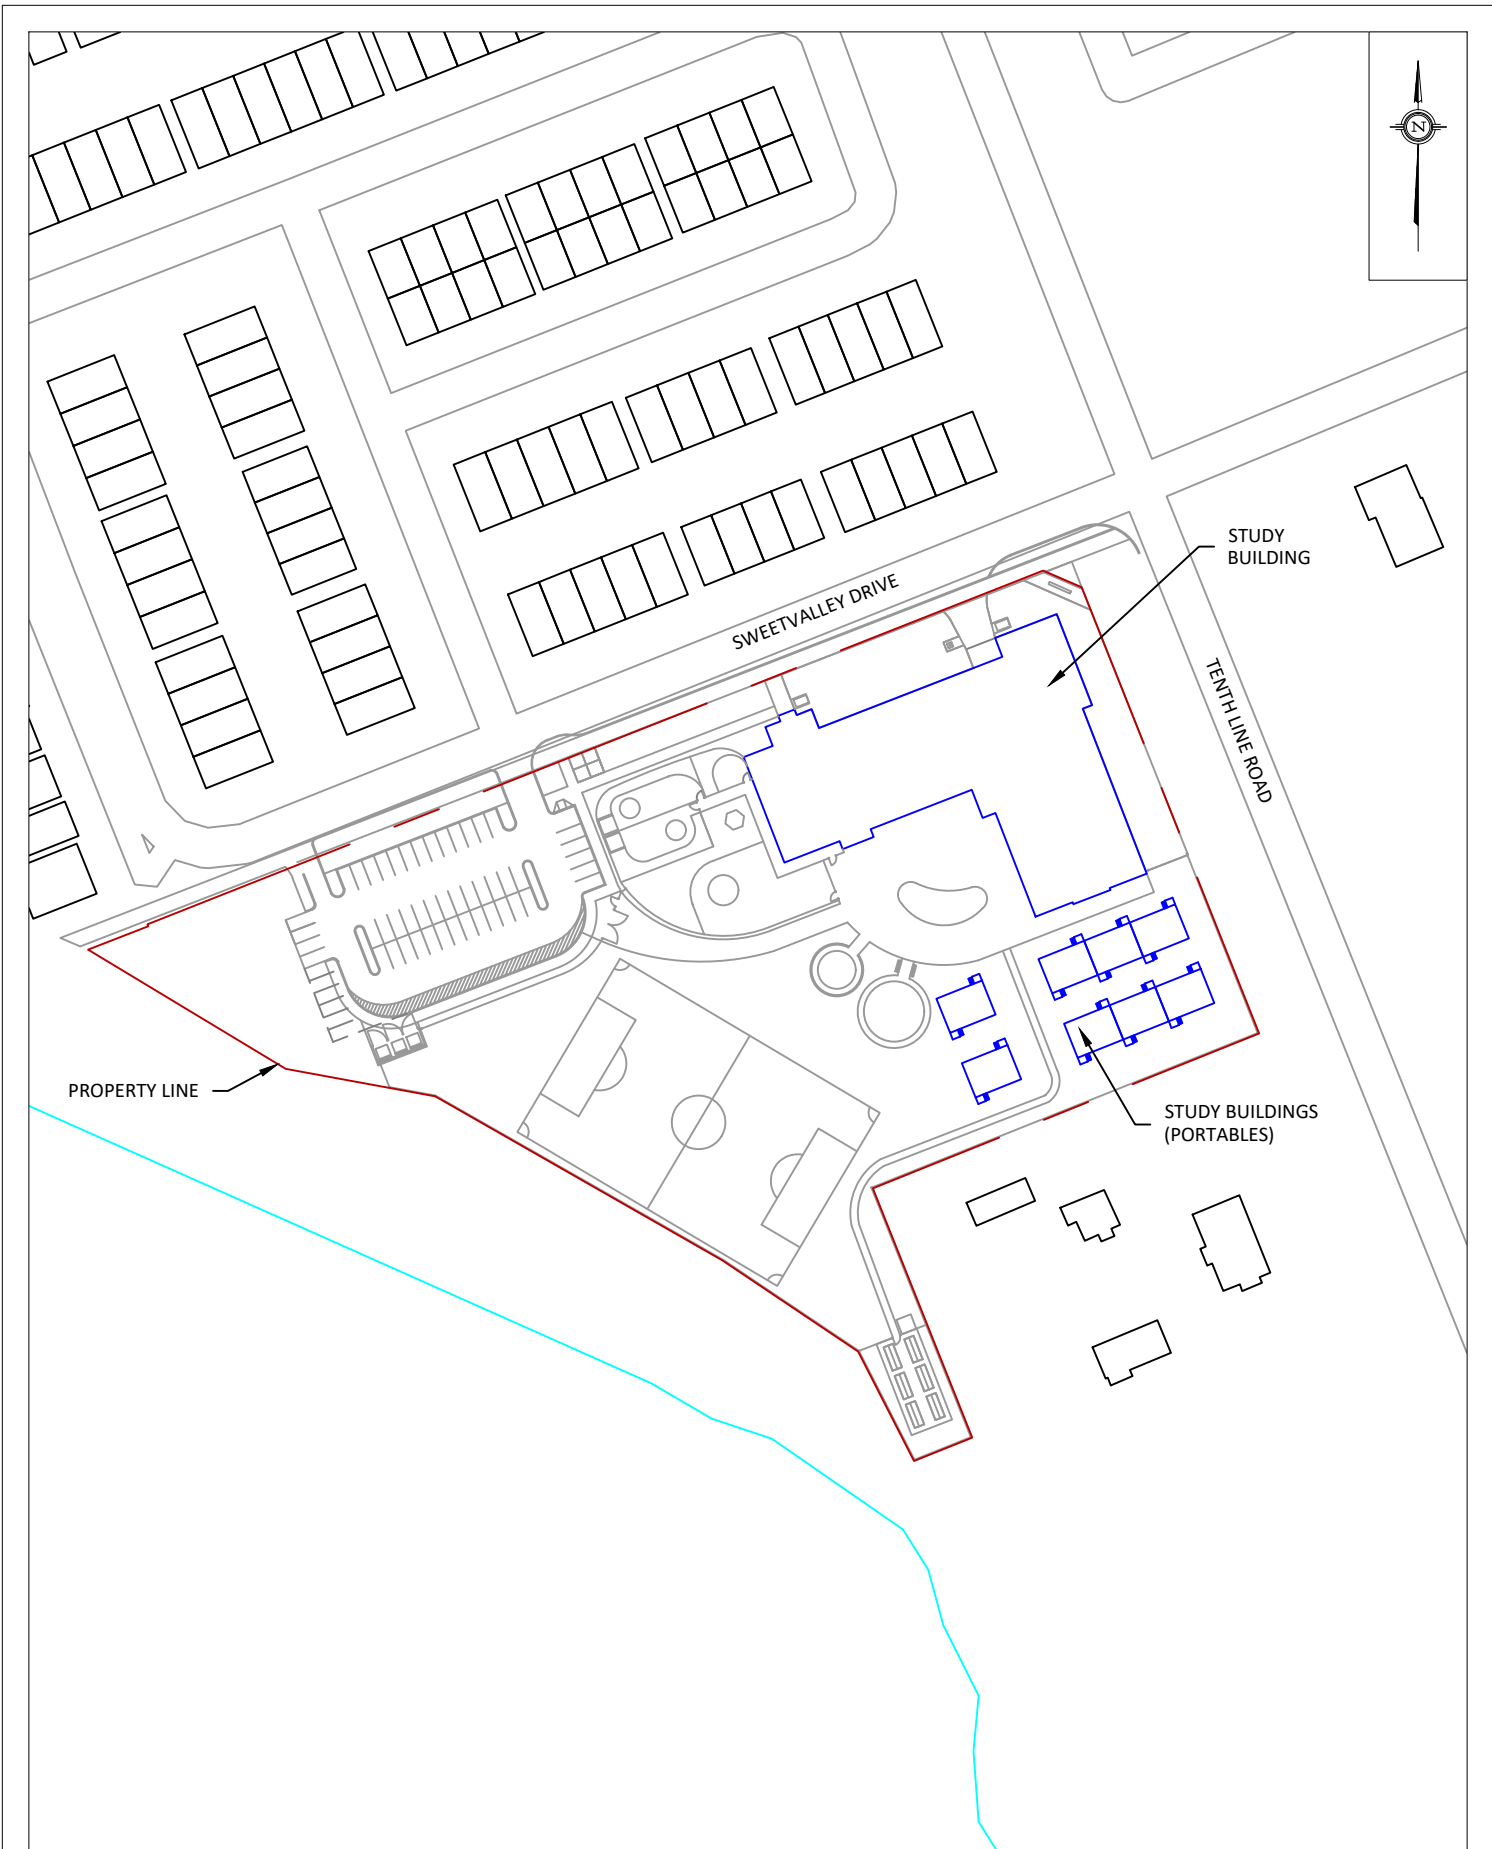 N
STUDY
BUILDING
SWEETVALLEY DRIVE
TENTH LINE ROAD
PROPERTY LINE
STUDY BUILDINGS
(PORTABLES)